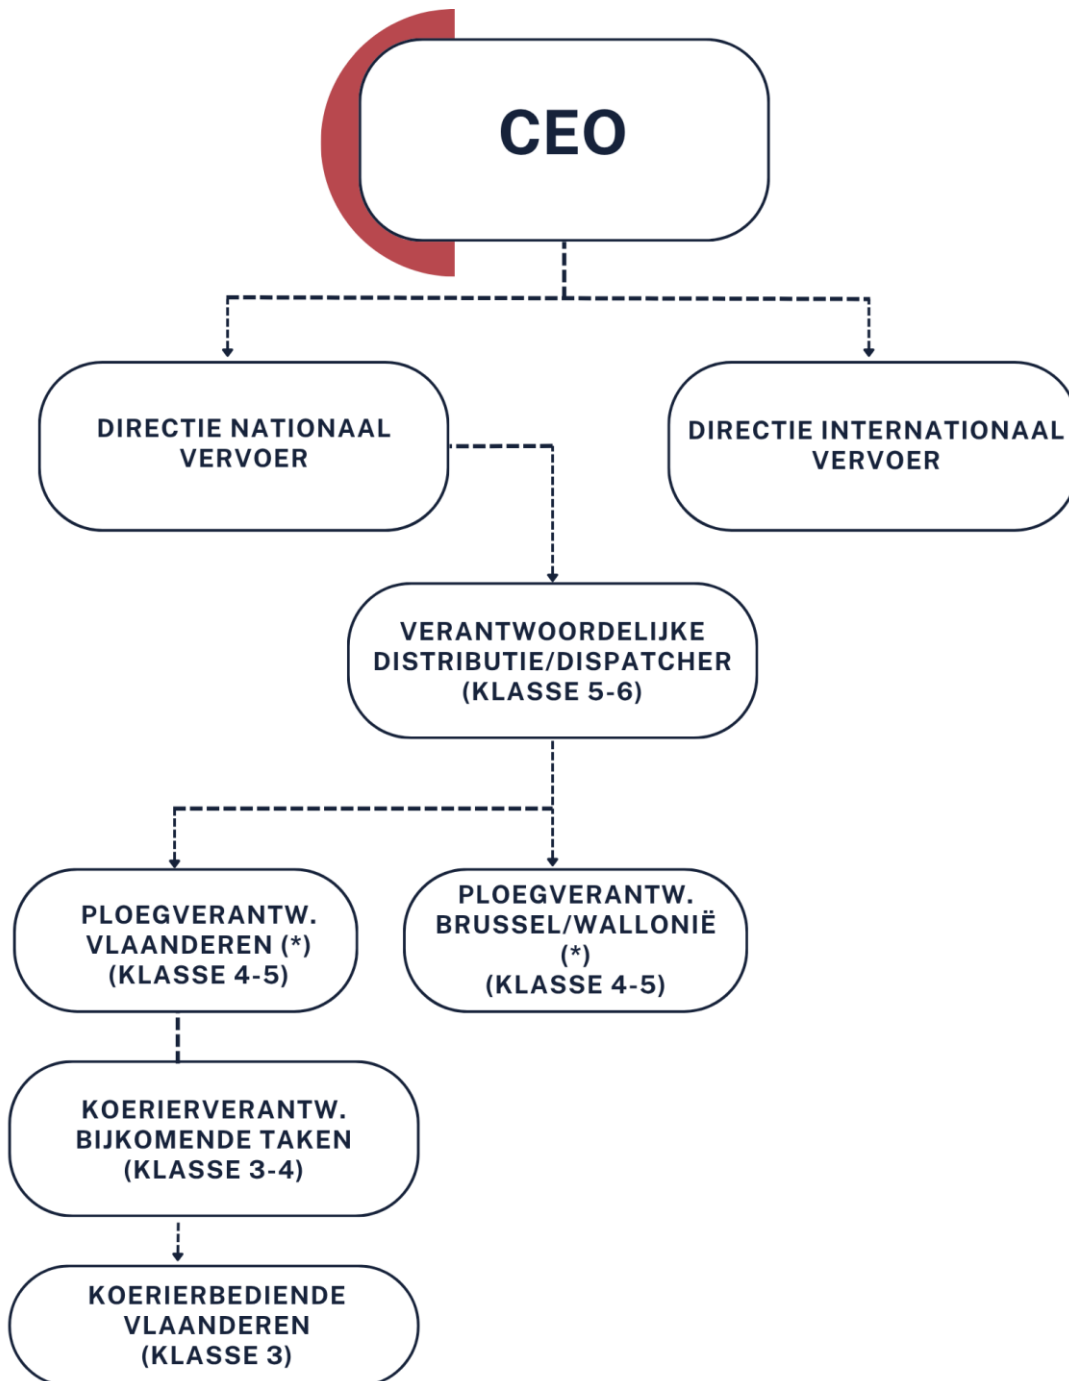 CEO
DIRECTIE NATIONAAL
VERVOER
DIRECTIE INTERNATIONAAL
VERVOER
VERANTWOORDELIJKE
DISTRIBUTIE/DISPATCHER
(KLASSE 5-6)
PLOEGVERANTW.
VLAANDEREN (*)
(KLASSE 4-5)
PLOEGVERANTW.
BRUSSEL/WALLONIË
(*)
(KLASSE 4-5)
KOERIERVERANTW.
BIJKOMENDE TAKEN
(KLASSE 3-4)
KOERIERBEDIENDE
VLAANDEREN
(KLASSE 3)